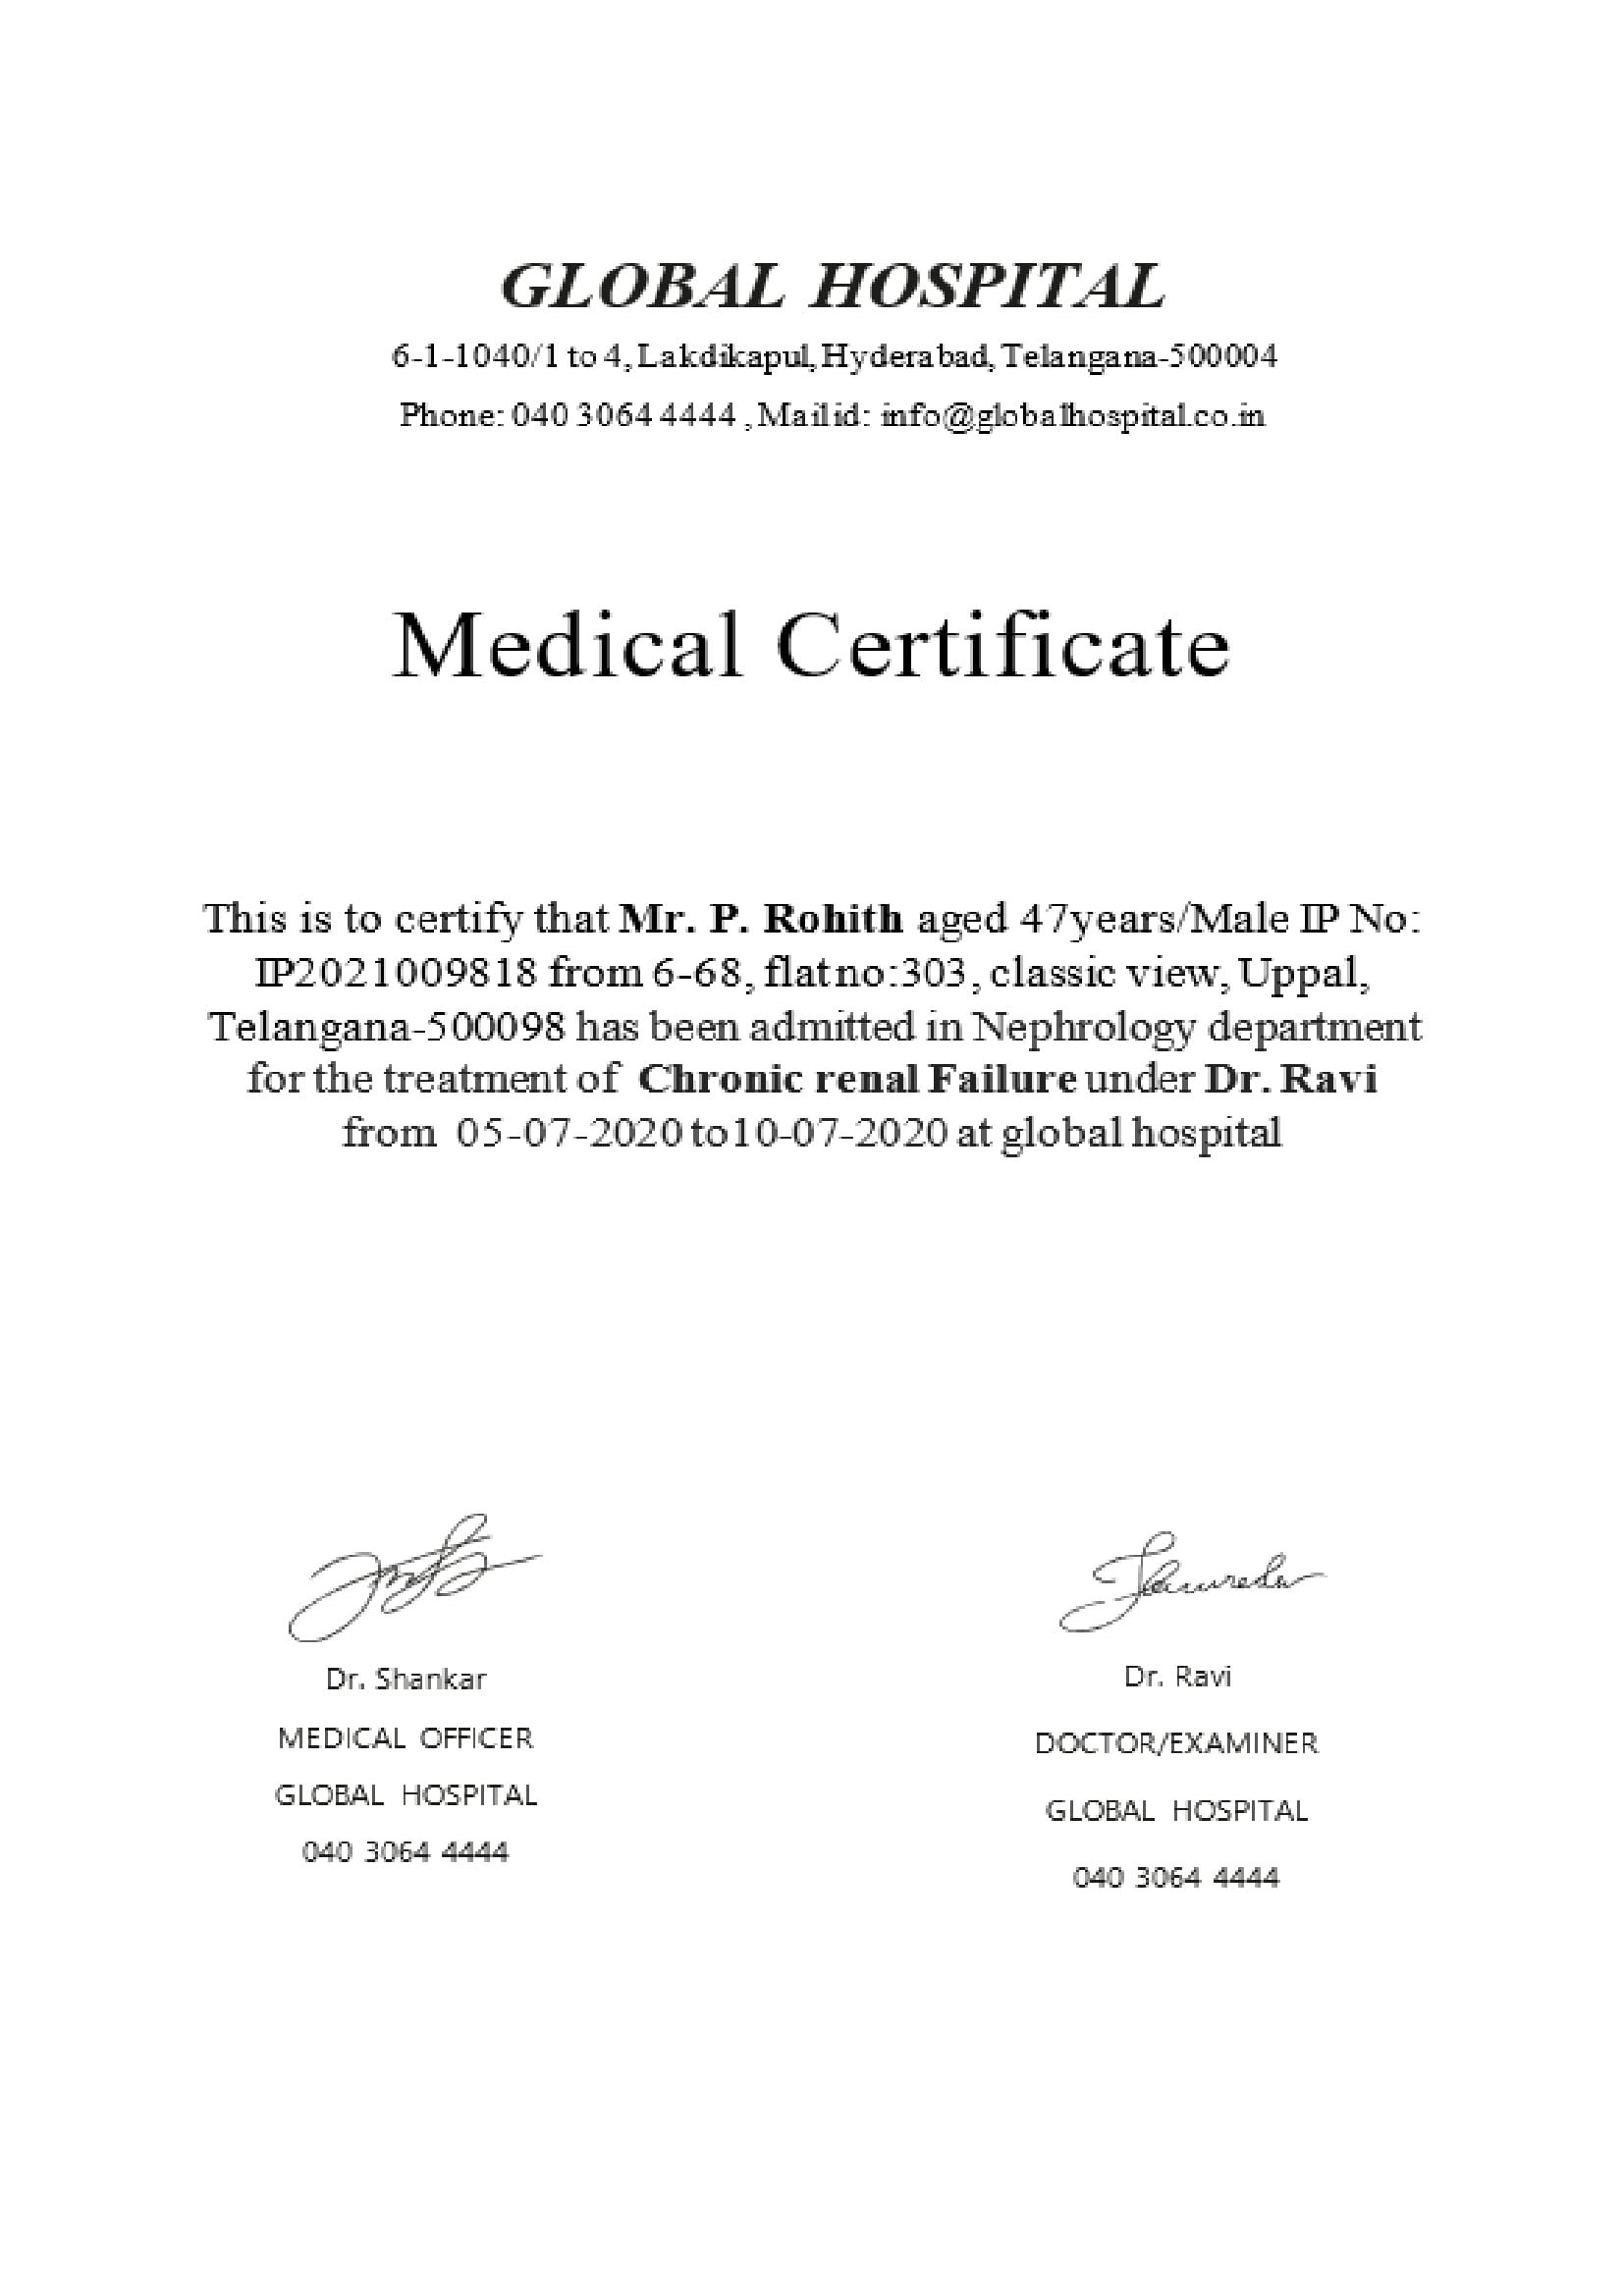 GLOBAL HOSPITAL
6-1-1040/1 to 4, Lakdikapul, Hyderabad, Telangana-500004
Phone: 040 3064 4444 , Mail id: info@globalhospital.co.in
Medical Certificate
This is to certify that Mr. P. Rohith aged 47years/Male IP No:
IP2021009818 from 6-68, flat no:303, classic view, Uppal,
Telangana-500098 has been admitted in Nephrology department
for the treatment of Chronic renal Failure under Dr. Ravi
from 05-07-2020 to10-07-2020 at global hospital
Dr. Shankar
MEDICAL OFFICER
GLOBAL HOSPITAL
040 3064 4444
Dr. Ravi
DOCTOR/EXAMINER
GLOBAL HOSPITAL
040 3064 4444